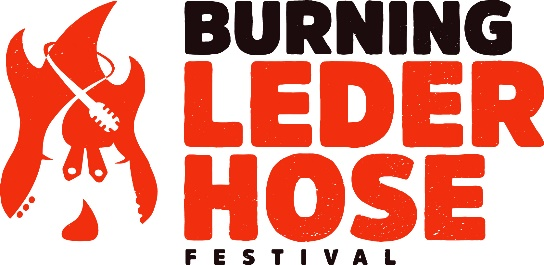 BURNING
LEDER
HOSE
FESTIVAL